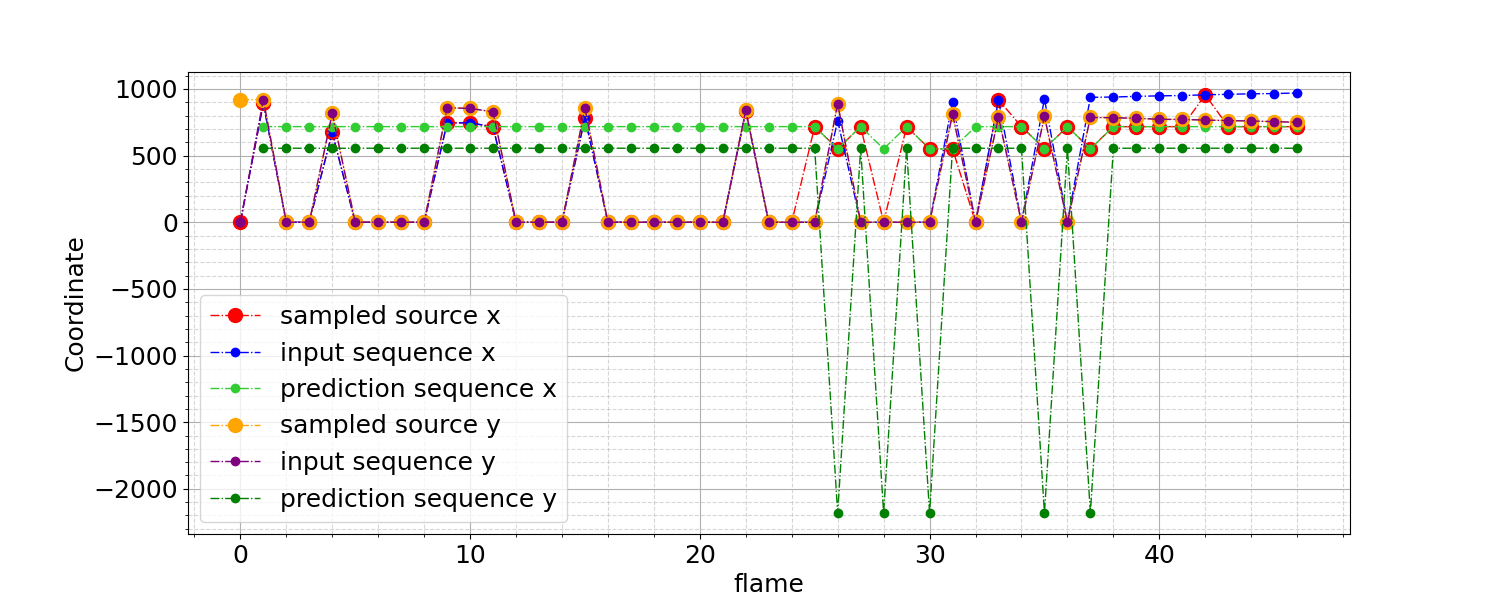 1000
500
0
−500
−1000
−1500
−2000
Coordinate
sampled source x
input sequence x
prediction sequence x
sampled source y
input sequence y
prediction sequence y
0 10 20 30 40
flame